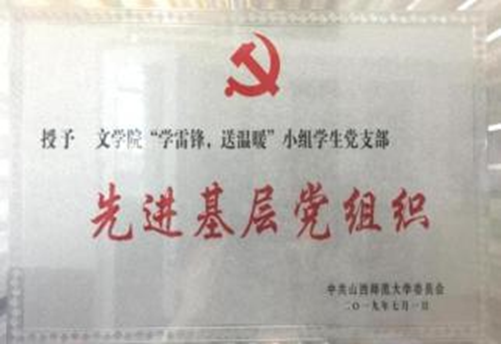 授予 文学院“学雷锋，送温暖”小组学生党支部
先进基层党组织
中共山西师范大学委员会
二〇一九年七月一日